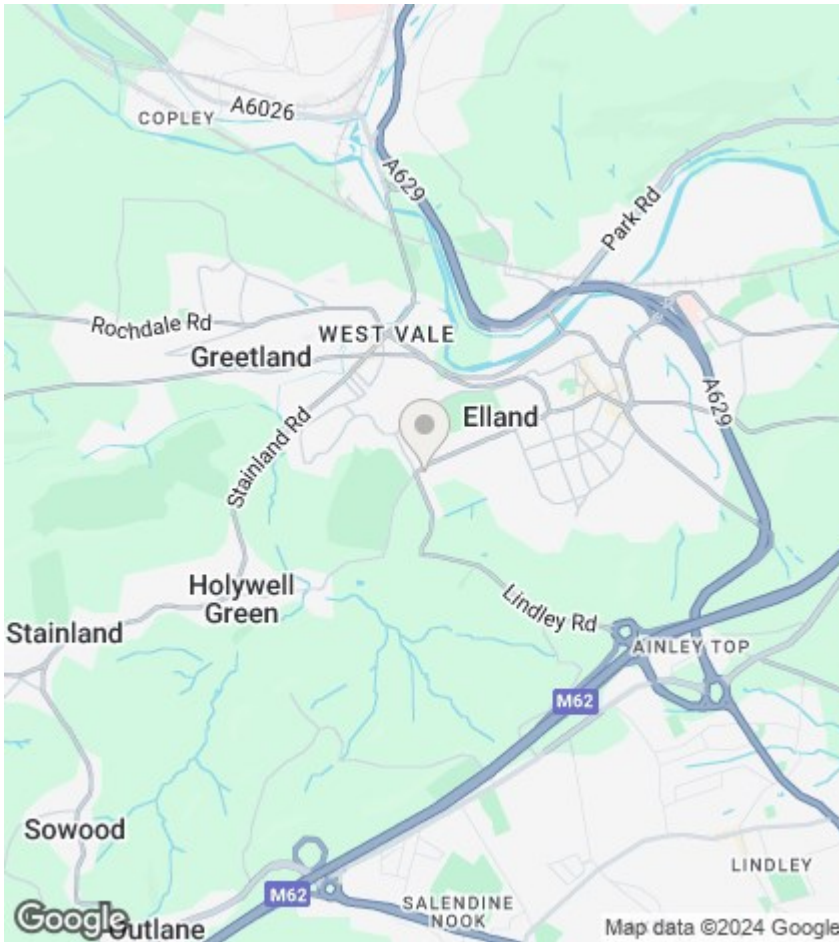 COPLEY
A6026
A629
Park Rd
Rochdale Rd
WEST VALE
Greetland
Elland
A629
Stainland Rd
Holywell
Green
Stainland
Lindley Rd
AINLEY TOP
M62
Sowood
M62
LINDLEY
SALENDINE
NOOK
Outlane
Google
Map data ©2024 Google